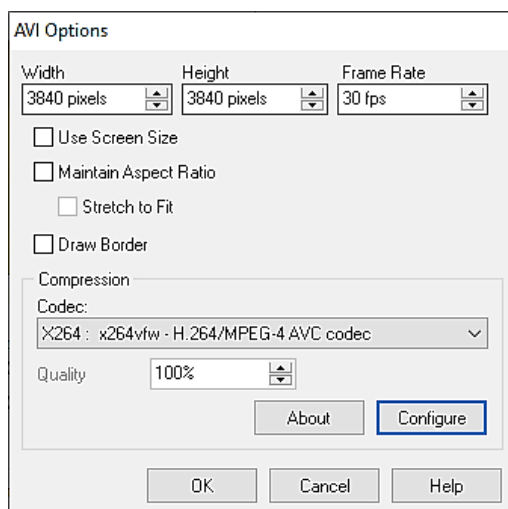 AVI Options
Width Height Frame Rate
3840 pixels 3840 pixels 30 fps
Use Screen Size
Maintain Aspect Ratio
Stretch to Fit
Draw Border
Compression
Codec:
X264 : x264vfw - H.264/MPEG-4 AVC codec
Quality 100%
About Configure
OK Cancel Help